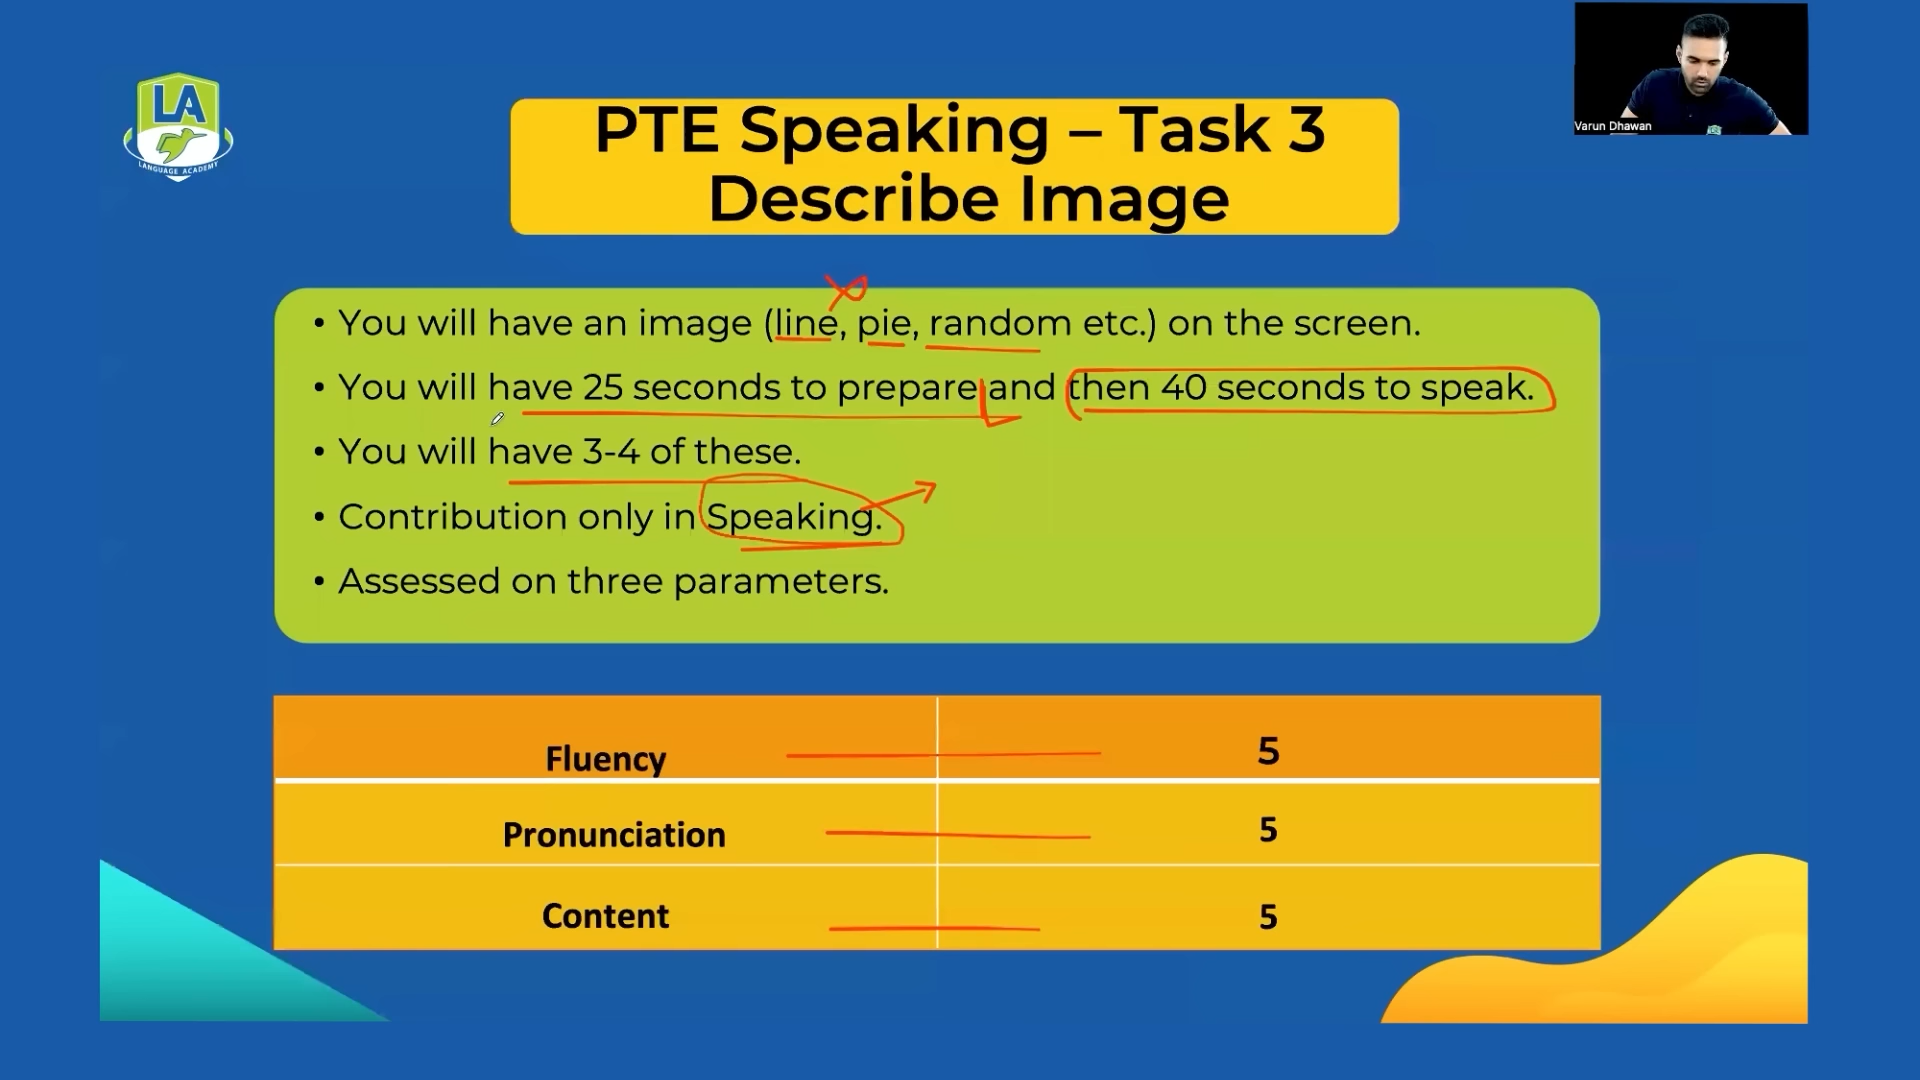 LA
LANGUAGE ACADEMY
Varun Dhawan
PTE Speaking – Task 3
Describe Image
• You will have an image (line, pie, random etc.) on the screen.
• You will have 25 seconds to prepare and then 40 seconds to speak.
• You will have 3-4 of these.
• Contribution only in Speaking.
• Assessed on three parameters.
Fluency 5
Pronunciation 5
Content 5